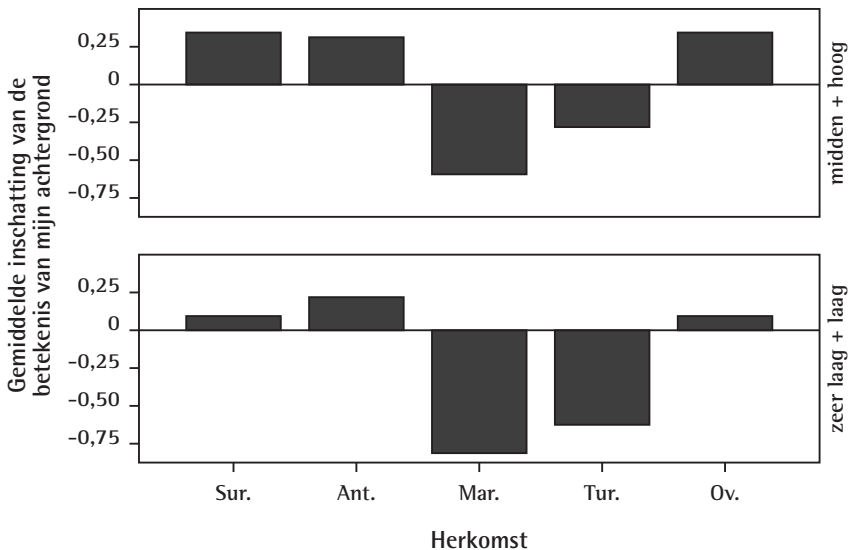 Gemiddelde inschatting van de
betekenis van mijn achtergrond
0,25
0
-0,25
-0,50
-0,75
midden + hoog
0,25
0
-0,25
-0,50
-0,75
zeer laag + laag
Sur.
Ant.
Mar.
Tur.
Ov.
Herkomst